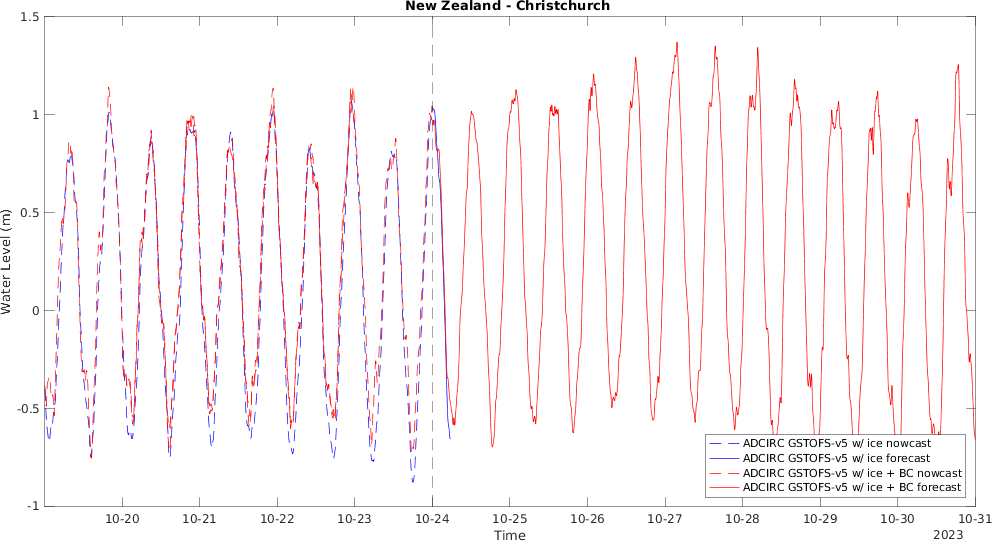 New Zealand - Christchurch
1.5
1
0.5
0
-0.5
-1
Water Level (m)
10-20
10-21
10-22
10-23
10-24
10-25
10-26
10-27
10-28
10-29
10-30
10-31
Time
2023
ADCIRC GSTOFS-v5 w/ ice nowcast
ADCIRC GSTOFS-v5 w/ ice forecast
ADCIRC GSTOFS-v5 w/ ice + BC nowcast
ADCIRC GSTOFS-v5 w/ ice + BC forecast